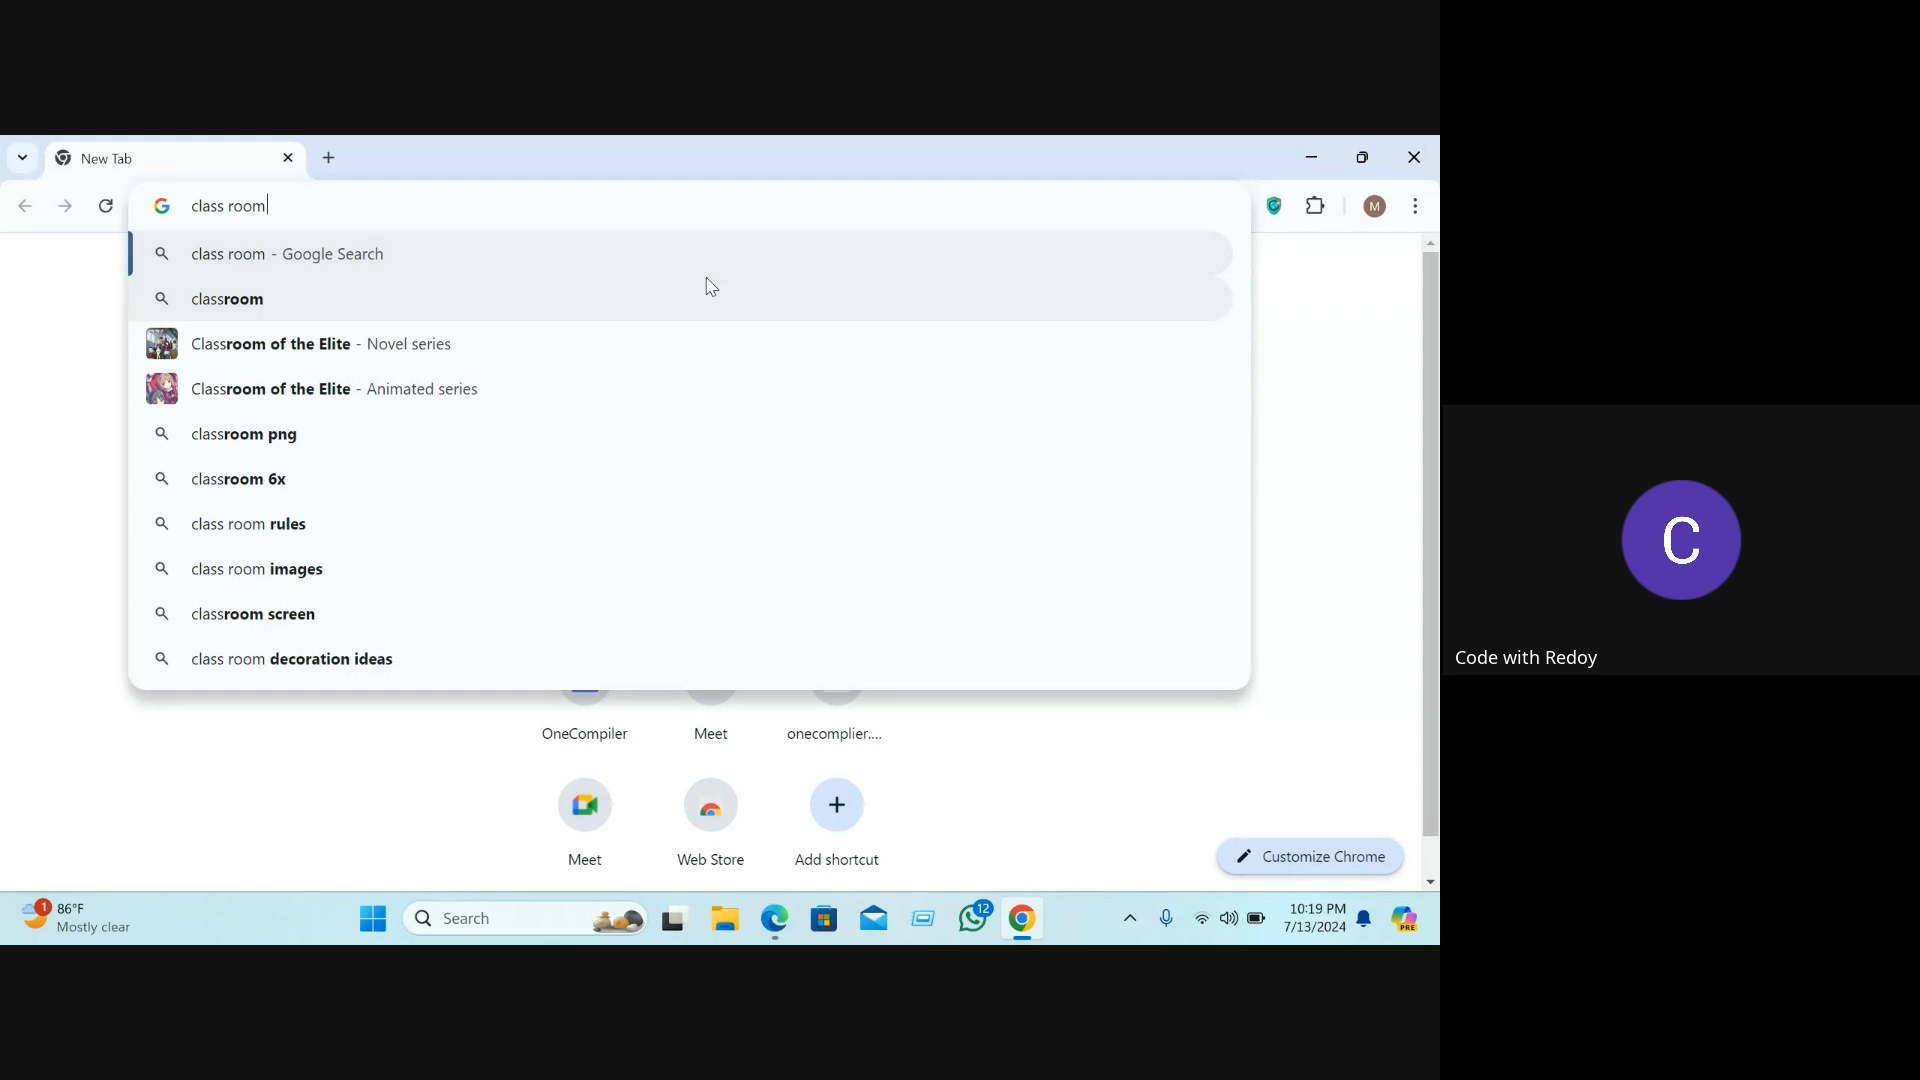 New Tab
class room
class room - Google Search
classroom
Classroom of the Elite - Novel series
Classroom of the Elite - Animated series
classroom png
classroom 6x
class room rules
class room images
classroom screen
class room decoration ideas
M
OneCompiler
Meet
onecomplier....
Meet
Web Store
Add shortcut
Customize Chrome
C
Code with Redoy
1
86°F
Mostly clear
Search
12
10:19 PM
7/13/2024
PRE